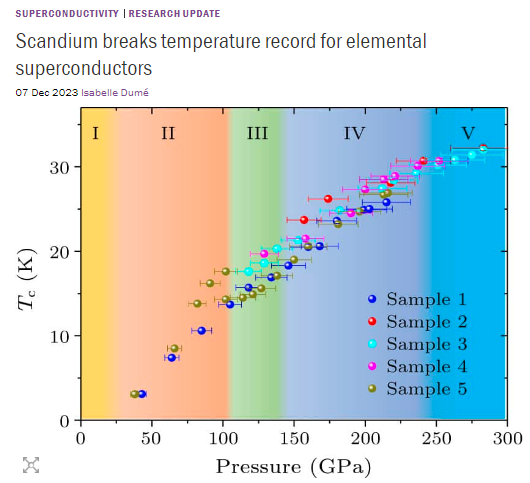 SUPERCONDUCTIVITY | RESEARCH UPDATE
Scandium breaks temperature record for elemental
superconductors
07 Dec 2023 Isabelle Dumé
I II III IV V
30
20
10
0
Tc (K)
Sample 1
Sample 2
Sample 3
Sample 4
Sample 5
0 50 100 150 200 250 300
Pressure (GPa)